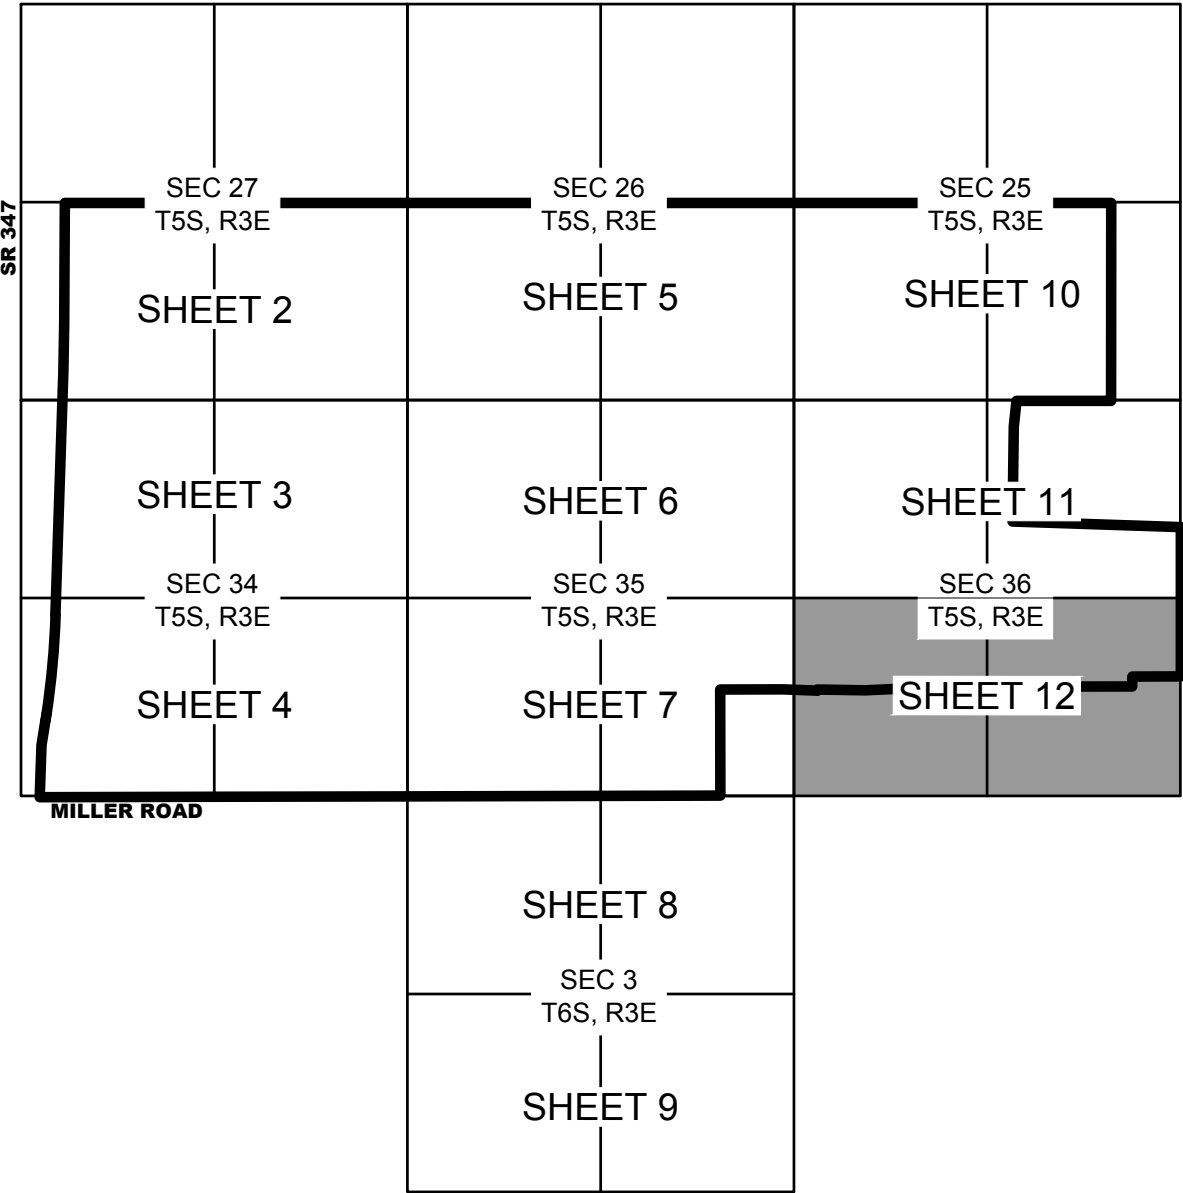 SEC 27
T5S, R3E
SEC 26
T5S, R3E
SEC 25
T5S, R3E
SR 347
SHEET 2
SHEET 5
SHEET 10
SHEET 3
SHEET 6
SHEET 11
SEC 34
T5S, R3E
SEC 35
T5S, R3E
SEC 36
T5S, R3E
SHEET 4
SHEET 7
SHEET 12
MILLER ROAD
SHEET 8
SEC 3
T6S, R3E
SHEET 9